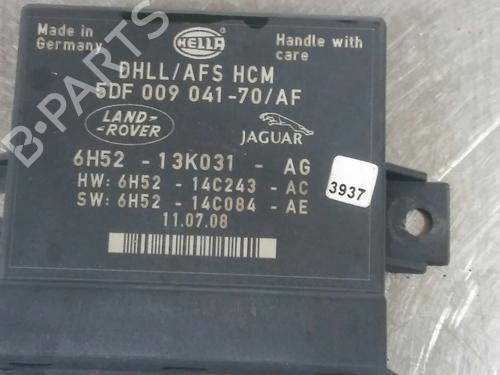 Made in
Germany
HELLA
Handle with
care
DHLL/AFS HCM
5DF 009 041-70/AF
LAND-
-ROVER
JAGUAR
6H52 - 13K031 - AG
HW: 6H52 - 14C243 - AC
SW: 6H52 - 14C084 - AE
11.07.08
3937
B-PARTS